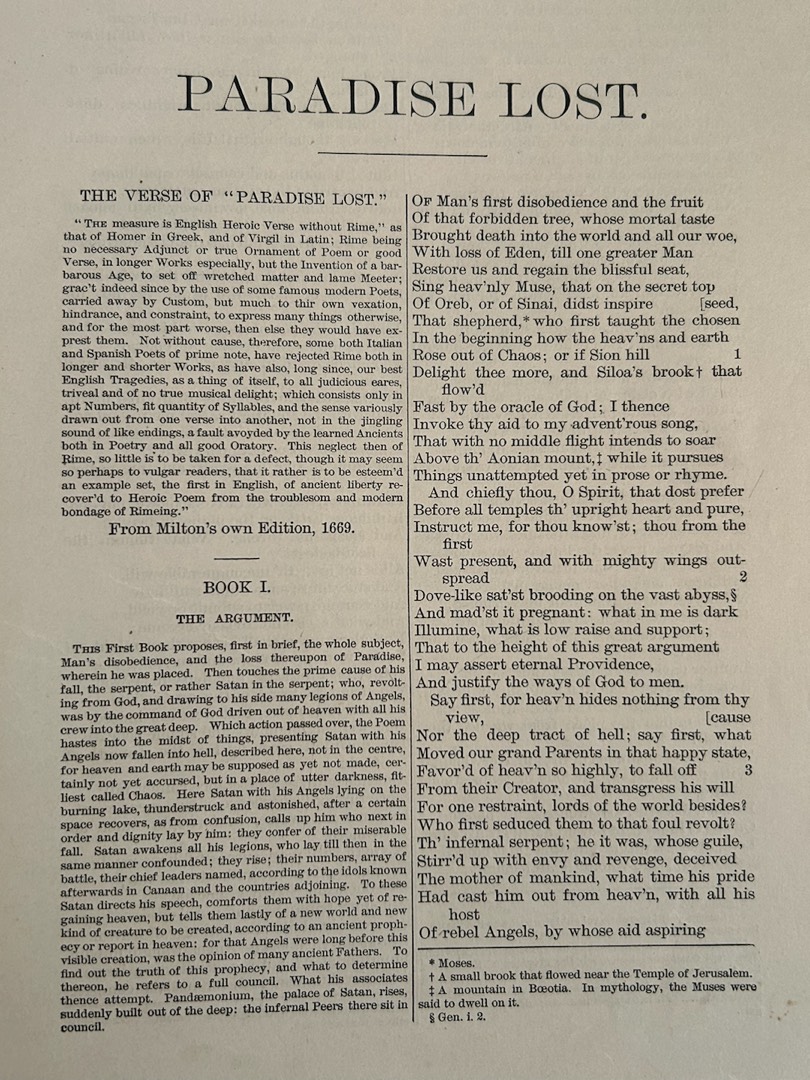 PARADISE LOST.
THE VERSE OF "PARADISE LOST."
"THE measure is English Heroic Verse without Rime," as
that of Homer in Greek, and of Virgil in Latin; Rime being
no necessary Adjunct or true Ornament of Poem or good
Verse, in longer Works especially, but the Invention of a bar-
barous Age, to set off wretched matter and lame Meeter;
grac't indeed since by the use of some famous modern Poets,
carried away by Custom, but much to thir own vexation,
hindrance, and constraint, to express many things otherwise,
and for the most part worse, then else they would have ex-
prest them. Not without cause, therefore, some both Italian
and Spanish Poets of prime note, have rejected Rime both in
longer and shorter Works, as have also, long since, our best
English Tragedies, as a thing of itself, to all judicious eares,
triveal and of no true musical delight; which consists only in
apt Numbers, fit quantity of Syllables, and the sense variously
drawn out from one verse into another, not in the jingling
sound of like endings, a fault avoyded by the learned Ancients
both in Poetry and all good Oratory. This neglect then of
Rime, so little is to be taken for a defect, though it may seem
so perhaps to vulgar readers, that it rather is to be esteem'd
an example set, the first in English, of ancient liberty re-
cover'd to Heroic Poem from the troublesom and modern
bondage of Rimeing."
From Milton's own Edition, 1669.
BOOK I.
THE ARGUMENT.
THIS First Book proposes, first in brief, the whole subject,
Man's disobedience, and the loss thereupon of Paradise,
wherein he was placed. Then touches the prime cause of his
fall, the serpent, or rather Satan in the serpent; who, revolt-
ing from God, and drawing to his side many legions of Angels,
was by the command of God driven out of heaven with all his
crew into the great deep. Which action passed over, the Poem
hastes into the midst of things, presenting Satan with his
Angels now fallen into hell, described here, not in the centre,
for heaven and earth may be supposed as yet not made, cer-
tainly not yet accursed, but in a place of utter darkness, fit-
liest called Chaos. Here Satan with his Angels lying on the
burning lake, thunderstruck and astonished, after a certain
space recovers, as from confusion, calls up him who next in
order and dignity lay by him: they confer of their miserable
fall. Satan awakens all his legions, who lay till then in the
same manner confounded; they rise; their numbers, array of
battle, their chief leaders named, according to the idols known
afterwards in Canaan and the countries adjoining. To these
Satan directs his speech, comforts them with hope yet of re-
gaining heaven, but tells them lastly of a new world and new
kind of creature to be created, according to an ancient proph-
ecy or report in heaven: for that Angels were long before this
visible creation, was the opinion of many ancient Fathers. To
find out the truth of this prophecy, and what to determine
thereon, he refers to a full council. What his associates
thence attempt. Pandæmonium, the palace of Satan, rises,
suddenly built out of the deep: the infernal Peers there sit in
council.
OF Man's first disobedience and the fruit
Of that forbidden tree, whose mortal taste
Brought death into the world and all our woe,
With loss of Eden, till one greater Man
Restore us and regain the blissful seat,
Sing heav'nly Muse, that on the secret top
Of Oreb, or of Sinai, didst inspire [seed,
That shepherd,* who first taught the chosen
In the beginning how the heav'ns and earth
Rose out of Chaos; or if Sion hill 1
Delight thee more, and Siloa's brook† that
flow'd
Fast by the oracle of God; I thence
Invoke thy aid to my advent'rous song,
That with no middle flight intends to soar
Above th' Aonian mount,‡ while it pursues
Things unattempted yet in prose or rhyme.
And chiefly thou, O Spirit, that dost prefer
Before all temples th' upright heart and pure,
Instruct me, for thou know'st; thou from the
first
Wast present, and with mighty wings out-
spread 2
Dove-like sat'st brooding on the vast abyss,§
And mad'st it pregnant: what in me is dark
Illumine, what is low raise and support;
That to the height of this great argument
I may assert eternal Providence,
And justify the ways of God to men.
Say first, for heav'n hides nothing from thy
view, [cause
Nor the deep tract of hell; say first, what
Moved our grand Parents in that happy state,
Favor'd of heav'n so highly, to fall off 3
From their Creator, and transgress his will
For one restraint, lords of the world besides?
Who first seduced them to that foul revolt?
Th' infernal serpent; he it was, whose guile,
Stirr'd up with envy and revenge, deceived
The mother of mankind, what time his pride
Had cast him out from heav'n, with all his
host
Of rebel Angels, by whose aid aspiring
* Moses.
† A small brook that flowed near the Temple of Jerusalem.
‡ A mountain in Bœotia. In mythology, the Muses were
said to dwell on it.
§ Gen. i. 2.